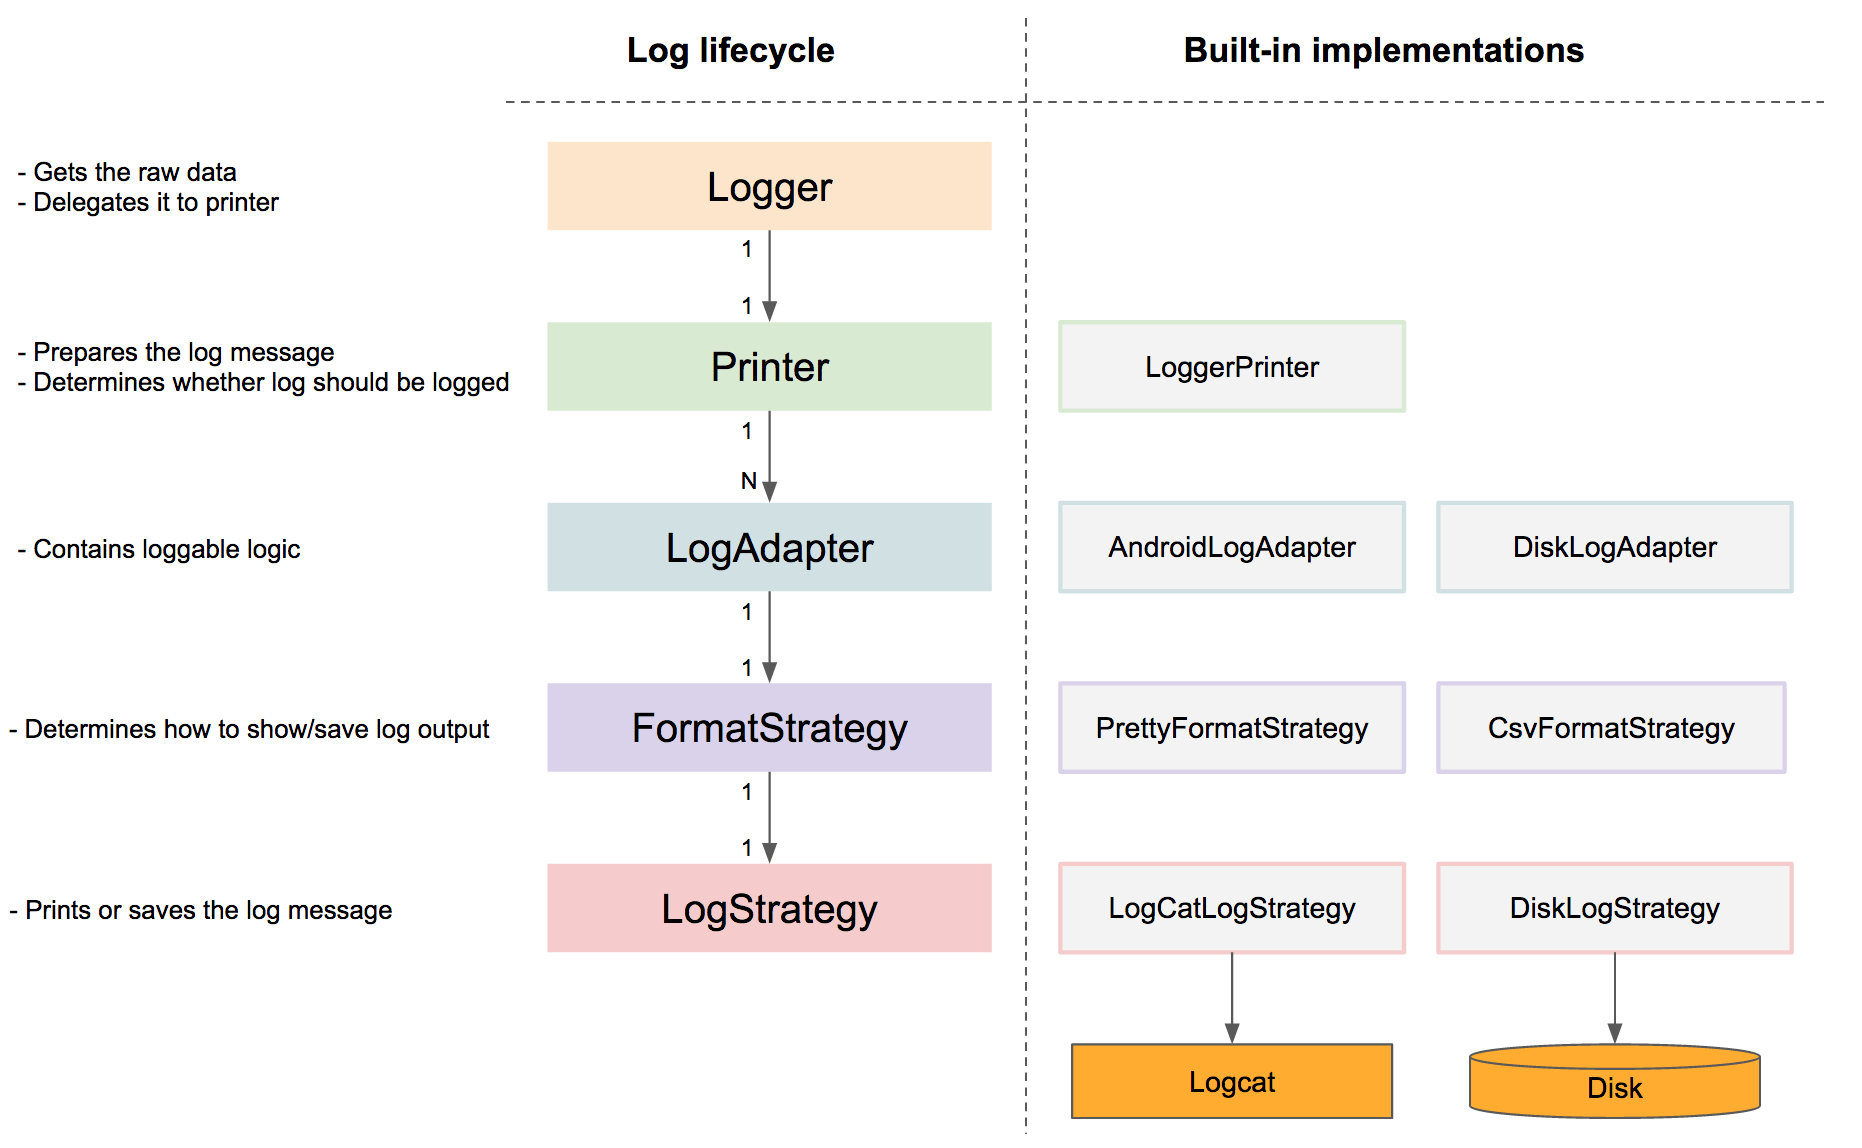 Log lifecycle
Built-in implementations
- Gets the raw data
- Delegates it to printer
Logger
1
1
- Prepares the log message
- Determines whether log should be logged
Printer
LoggerPrinter
1
N
- Contains loggable logic
LogAdapter
AndroidLogAdapter
DiskLogAdapter
1
1
- Determines how to show/save log output
FormatStrategy
PrettyFormatStrategy
CsvFormatStrategy
1
1
- Prints or saves the log message
LogStrategy
LogCatLogStrategy
DiskLogStrategy
Logcat
Disk